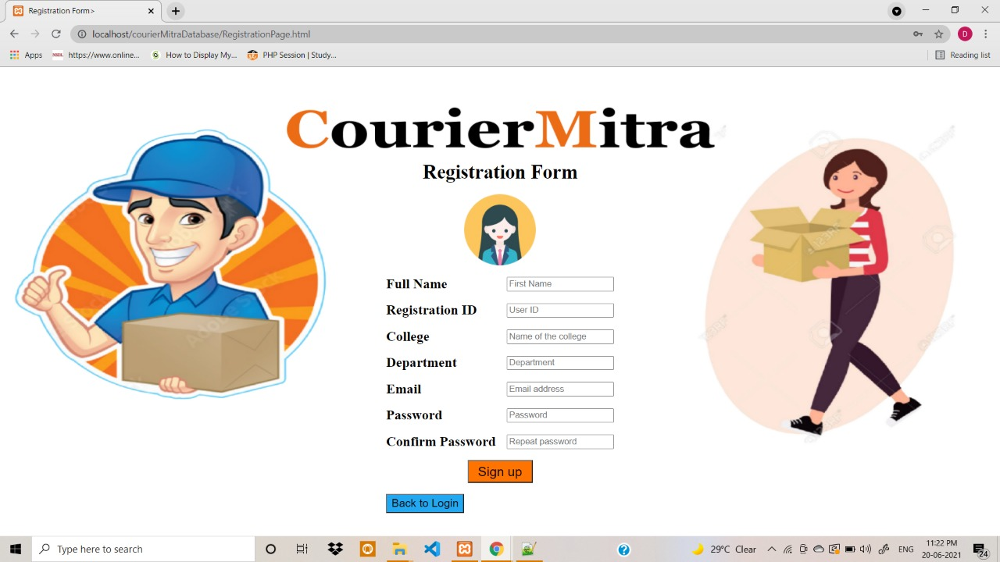 Registration Form>
localhost/courierMitraDatabase/RegistrationPage.html
Apps NSDL https://www.online... How to Display My... PHP Session | Study... Reading list
CourierMitra
Registration Form
Full Name First Name
Registration ID User ID
College Name of the college
Department Department
Email Email address
Password Password
Confirm Password Repeat password
Sign up
Back to Login
Type here to search
29°C Clear
ENG
11:22 PM
20-06-2021
24
D